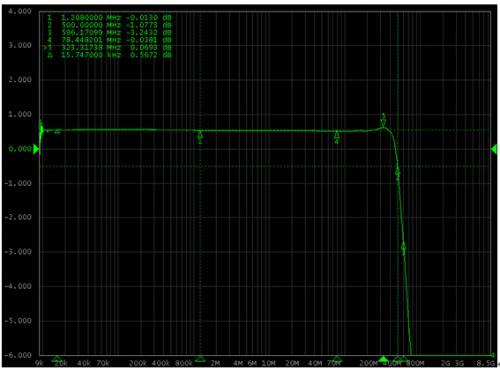 4.000
1 1.2080000 MHz -0.0130 dB
2 500.00000 MHz -1.0773 dB
3 596.17099 MHz -3.2432 dB
4 78.448201 MHz -0.0381 dB
>5 323.31738 MHz 0.0693 dB
△ 15.747000 kHz 0.5672 dB
3.000
2.000
1.000
0.000
-1.000
-2.000
-3.000
-4.000
-5.000
-6.000
9k 20k 40k 70k 200k 400k 800k 2M 4M 6M 10M 20M 40M 70M 200M 400M 800M 2G 3G 8.5G